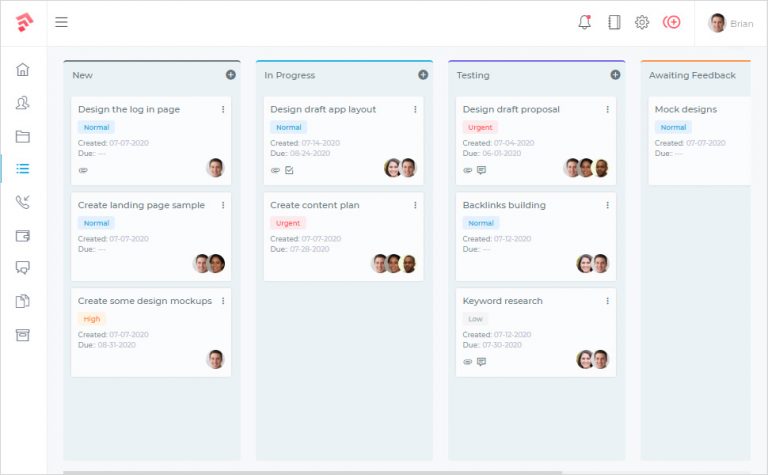 Brian
New
Design the log in page
Normal
Created: 07-07-2020
Due:: ---
Create landing page sample
Normal
Created: 07-07-2020
Due:: ---
Create some design mockups
High
Created: 07-07-2020
Due:: 08-31-2020
In Progress
Design draft app layout
Normal
Created: 07-14-2020
Due:: 08-24-2020
Create content plan
Urgent
Created: 07-07-2020
Due:: 07-28-2020
Testing
Design draft proposal
Urgent
Created: 07-04-2020
Due:: 06-01-2020
Backlinks building
Normal
Created: 07-12-2020
Due:: ---
Keyword research
Low
Created: 07-12-2020
Due:: 07-30-2020
Awaiting Feedback
Mock designs
Normal
Created: 07-07-2020
Due:: ---